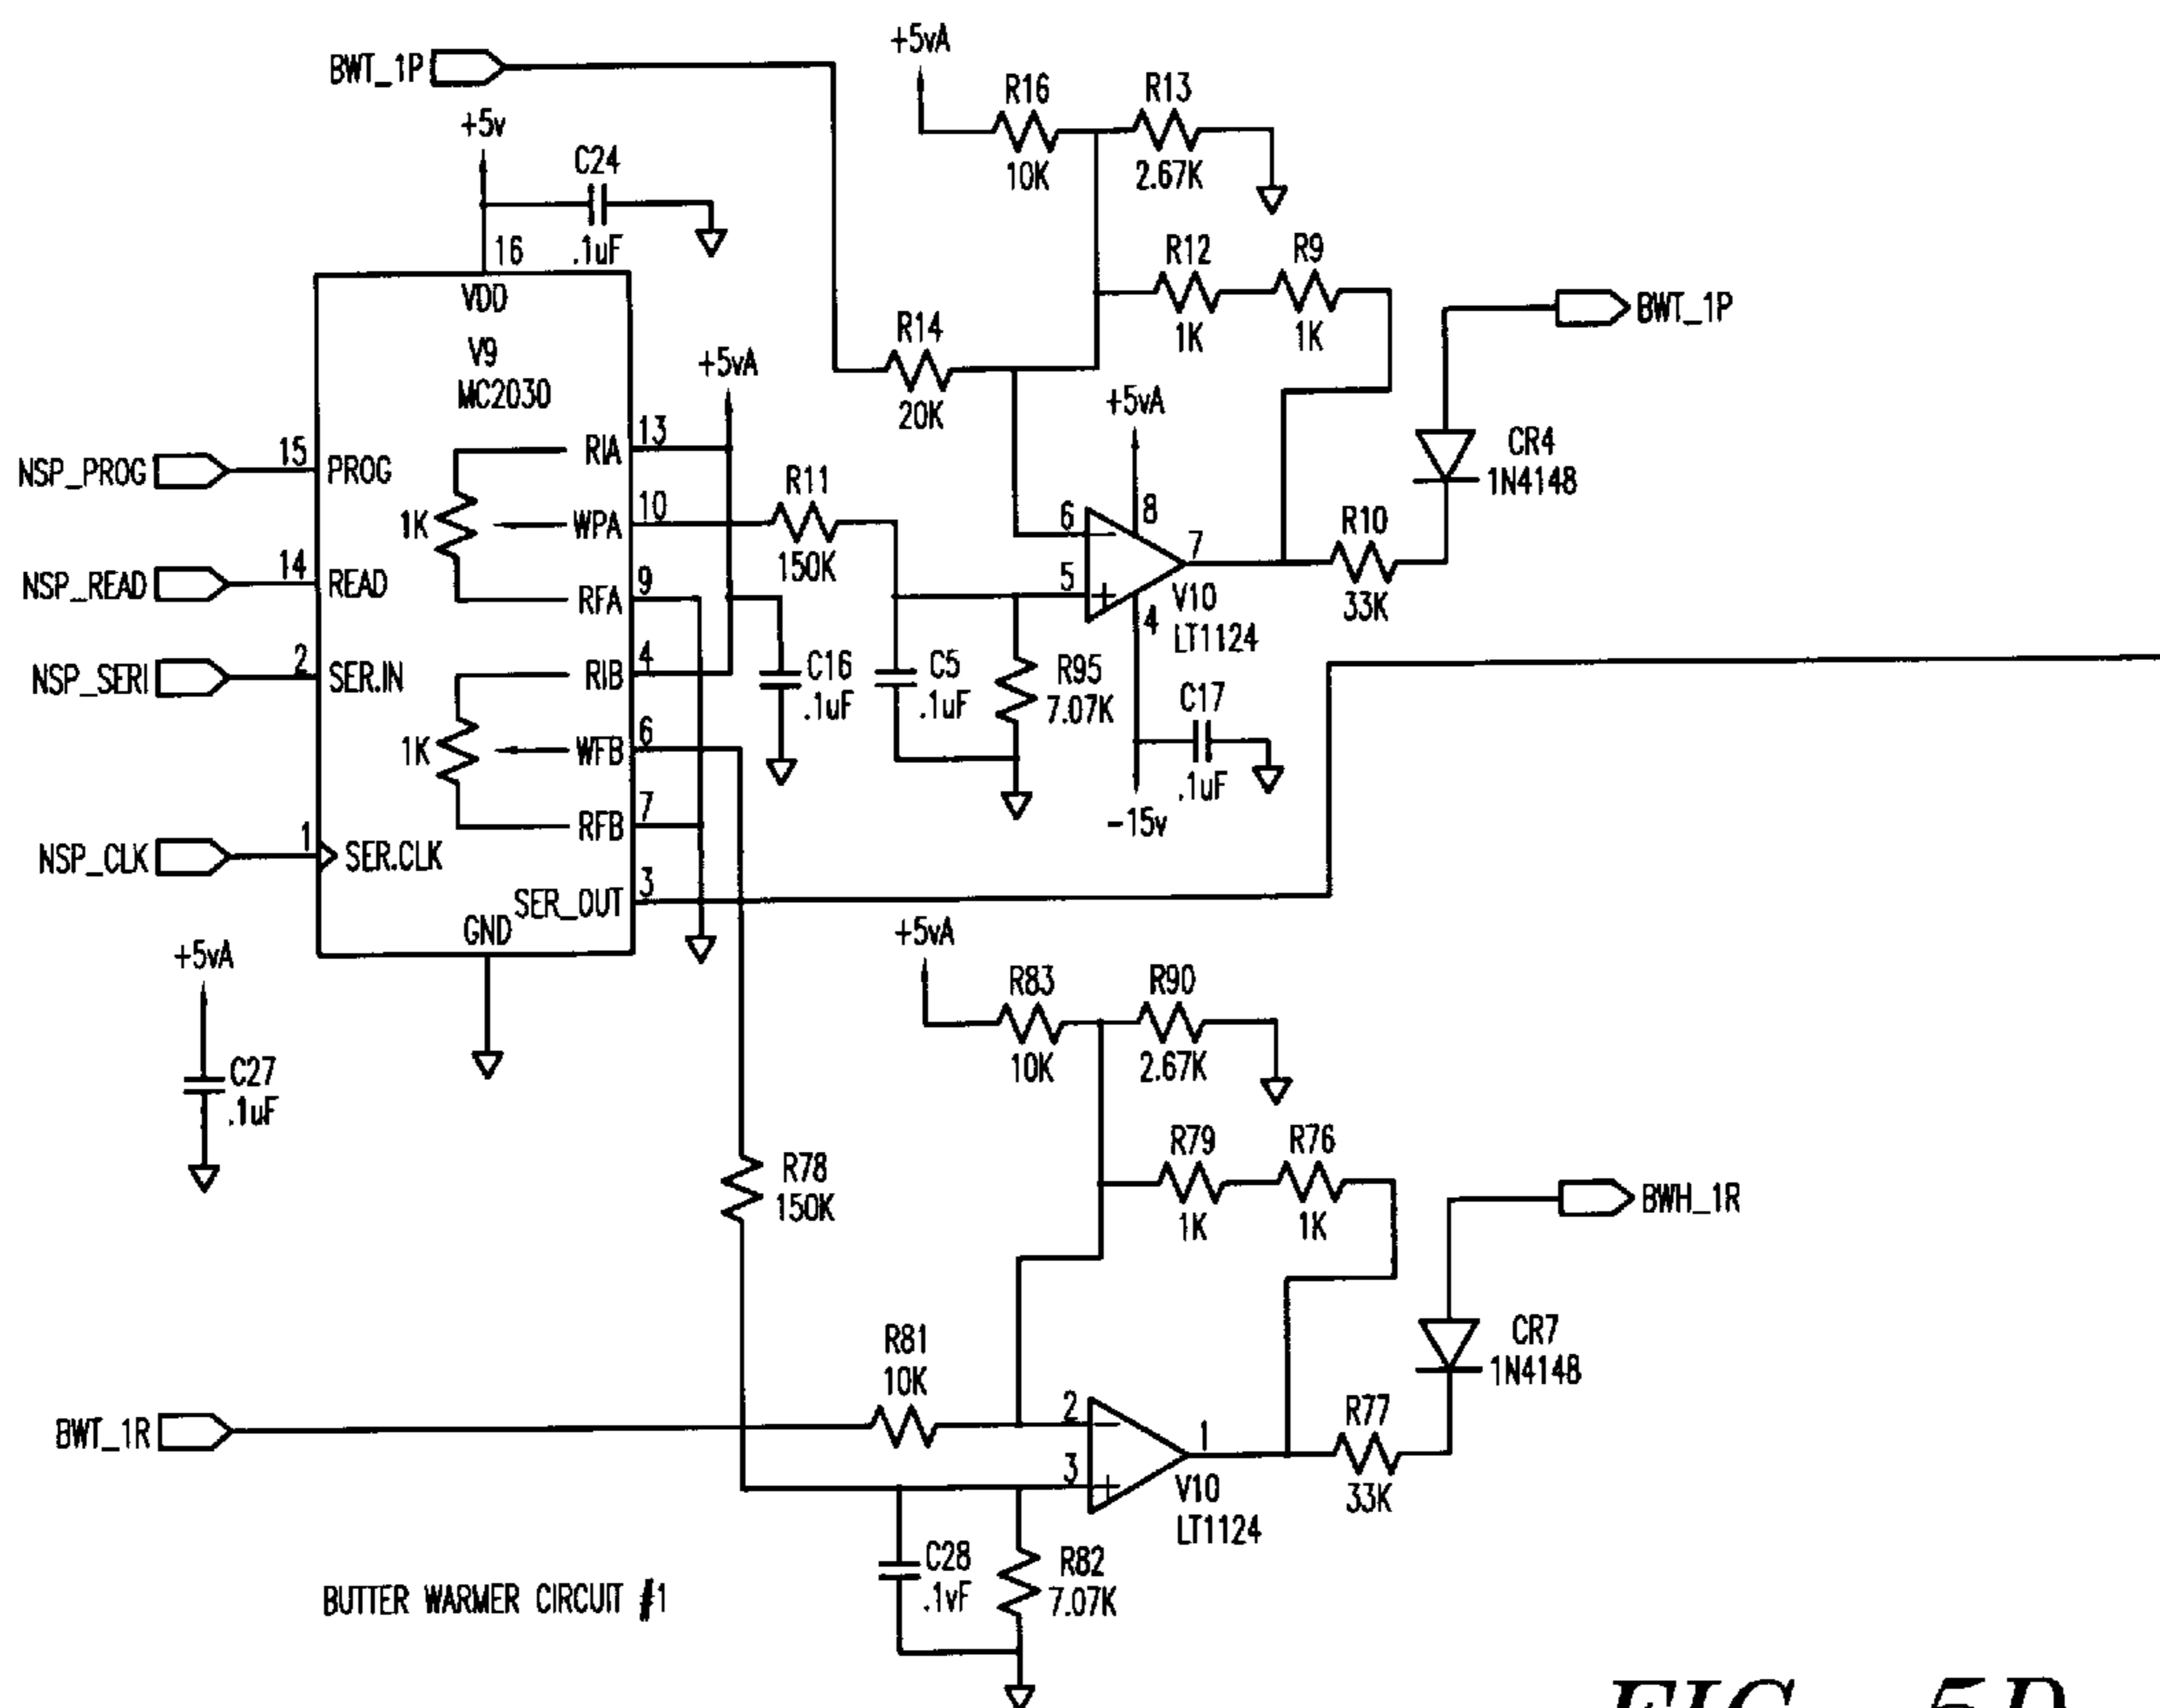 BWT_1P
+5v
C24
.1uF
16
VDD
V9
MC2030
NSP_PROG
15
PROG
NSP_READ
14
READ
NSP_SERI
2
SER.IN
NSP_CLK
1
SER.CLK
1K
RIA
13
WPA
10
RFA
9
1K
RIB
4
WFB
6
RFB
7
SER_OUT
3
GND
+5vA
C27
.1uF
+5vA
R11
150K
C16
.1uF
C5
.1uF
R95
7.07K
+5vA
R16
10K
R13
2.67K
R12
1K
R9
1K
R14
20K
+5vA
8
6
5
7
4
V10
LT1124
C17
.1uF
-15v
R10
33K
CR4
1N4148
BWT_1P
+5vA
R83
10K
R90
2.67K
R79
1K
R76
1K
R78
150K
BWT_1R
R81
10K
2
3
1
V10
LT1124
C28
.1vF
R82
7.07K
R77
33K
CR7
1N4148
BWH_1R
BUTTER WARMER CIRCUIT #1
FIG. 5D